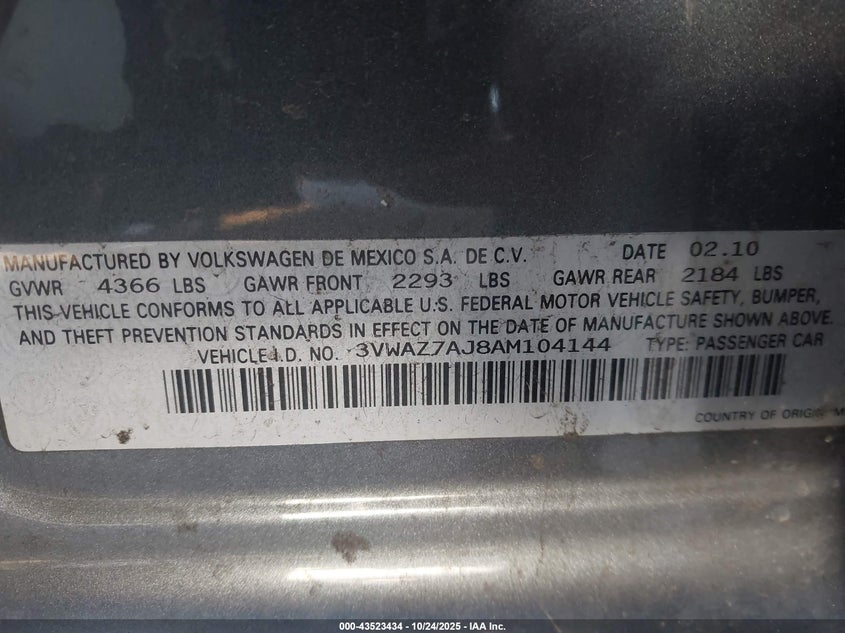 MANUFACTURED BY VOLKSWAGEN DE MEXICO S.A. DE C.V. DATE 02.10
GVWR 4366 LBS GAWR FRONT 2293 LBS GAWR REAR 2184 LBS
THIS VEHICLE CONFORMS TO ALL APPLICABLE U.S. FEDERAL MOTOR VEHICLE SAFETY, BUMPER,
AND THEFT PREVENTION STANDARDS IN EFFECT ON THE DATE OF MANUFACTURE SHOWN ABOVE.
VEHICLE I.D. NO. 3VWAZ7AJ8AM104144 TYPE: PASSENGER CAR
COUNTRY OF ORIGIN: M
000-43523434 - 10/24/2025 - IAA Inc.